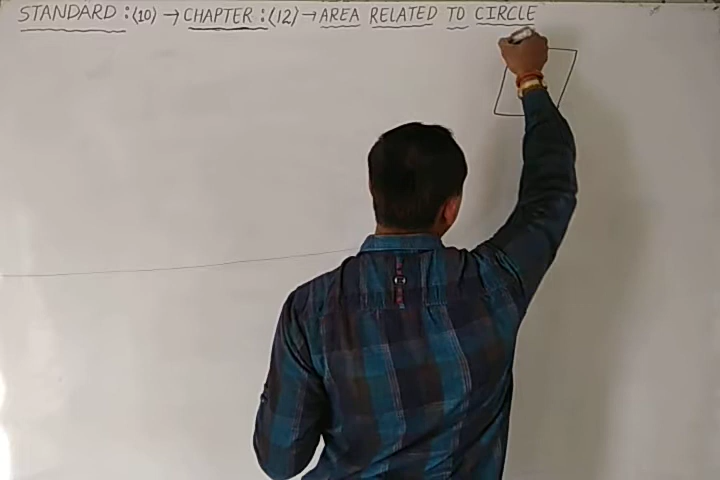 STANDARD : (10) → CHAPTER : (12) → AREA RELATED TO CIRCLE